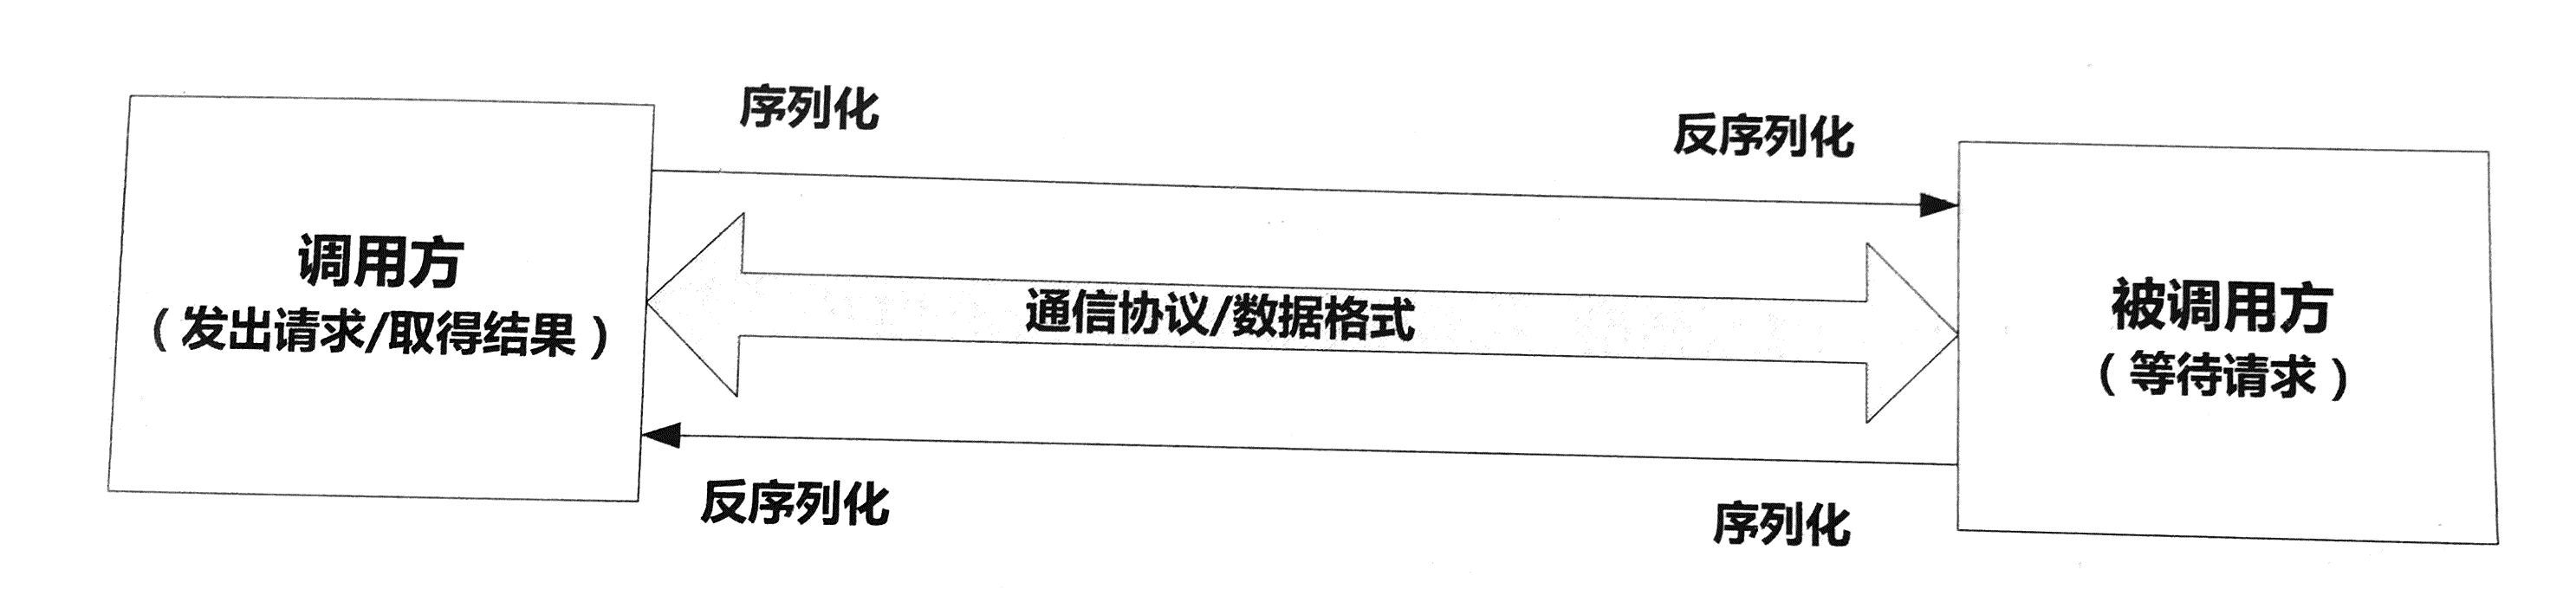 序列化
反序列化
调用方
（发出请求/取得结果）
通信协议/数据格式
被调用方
（等待请求）
反序列化
序列化